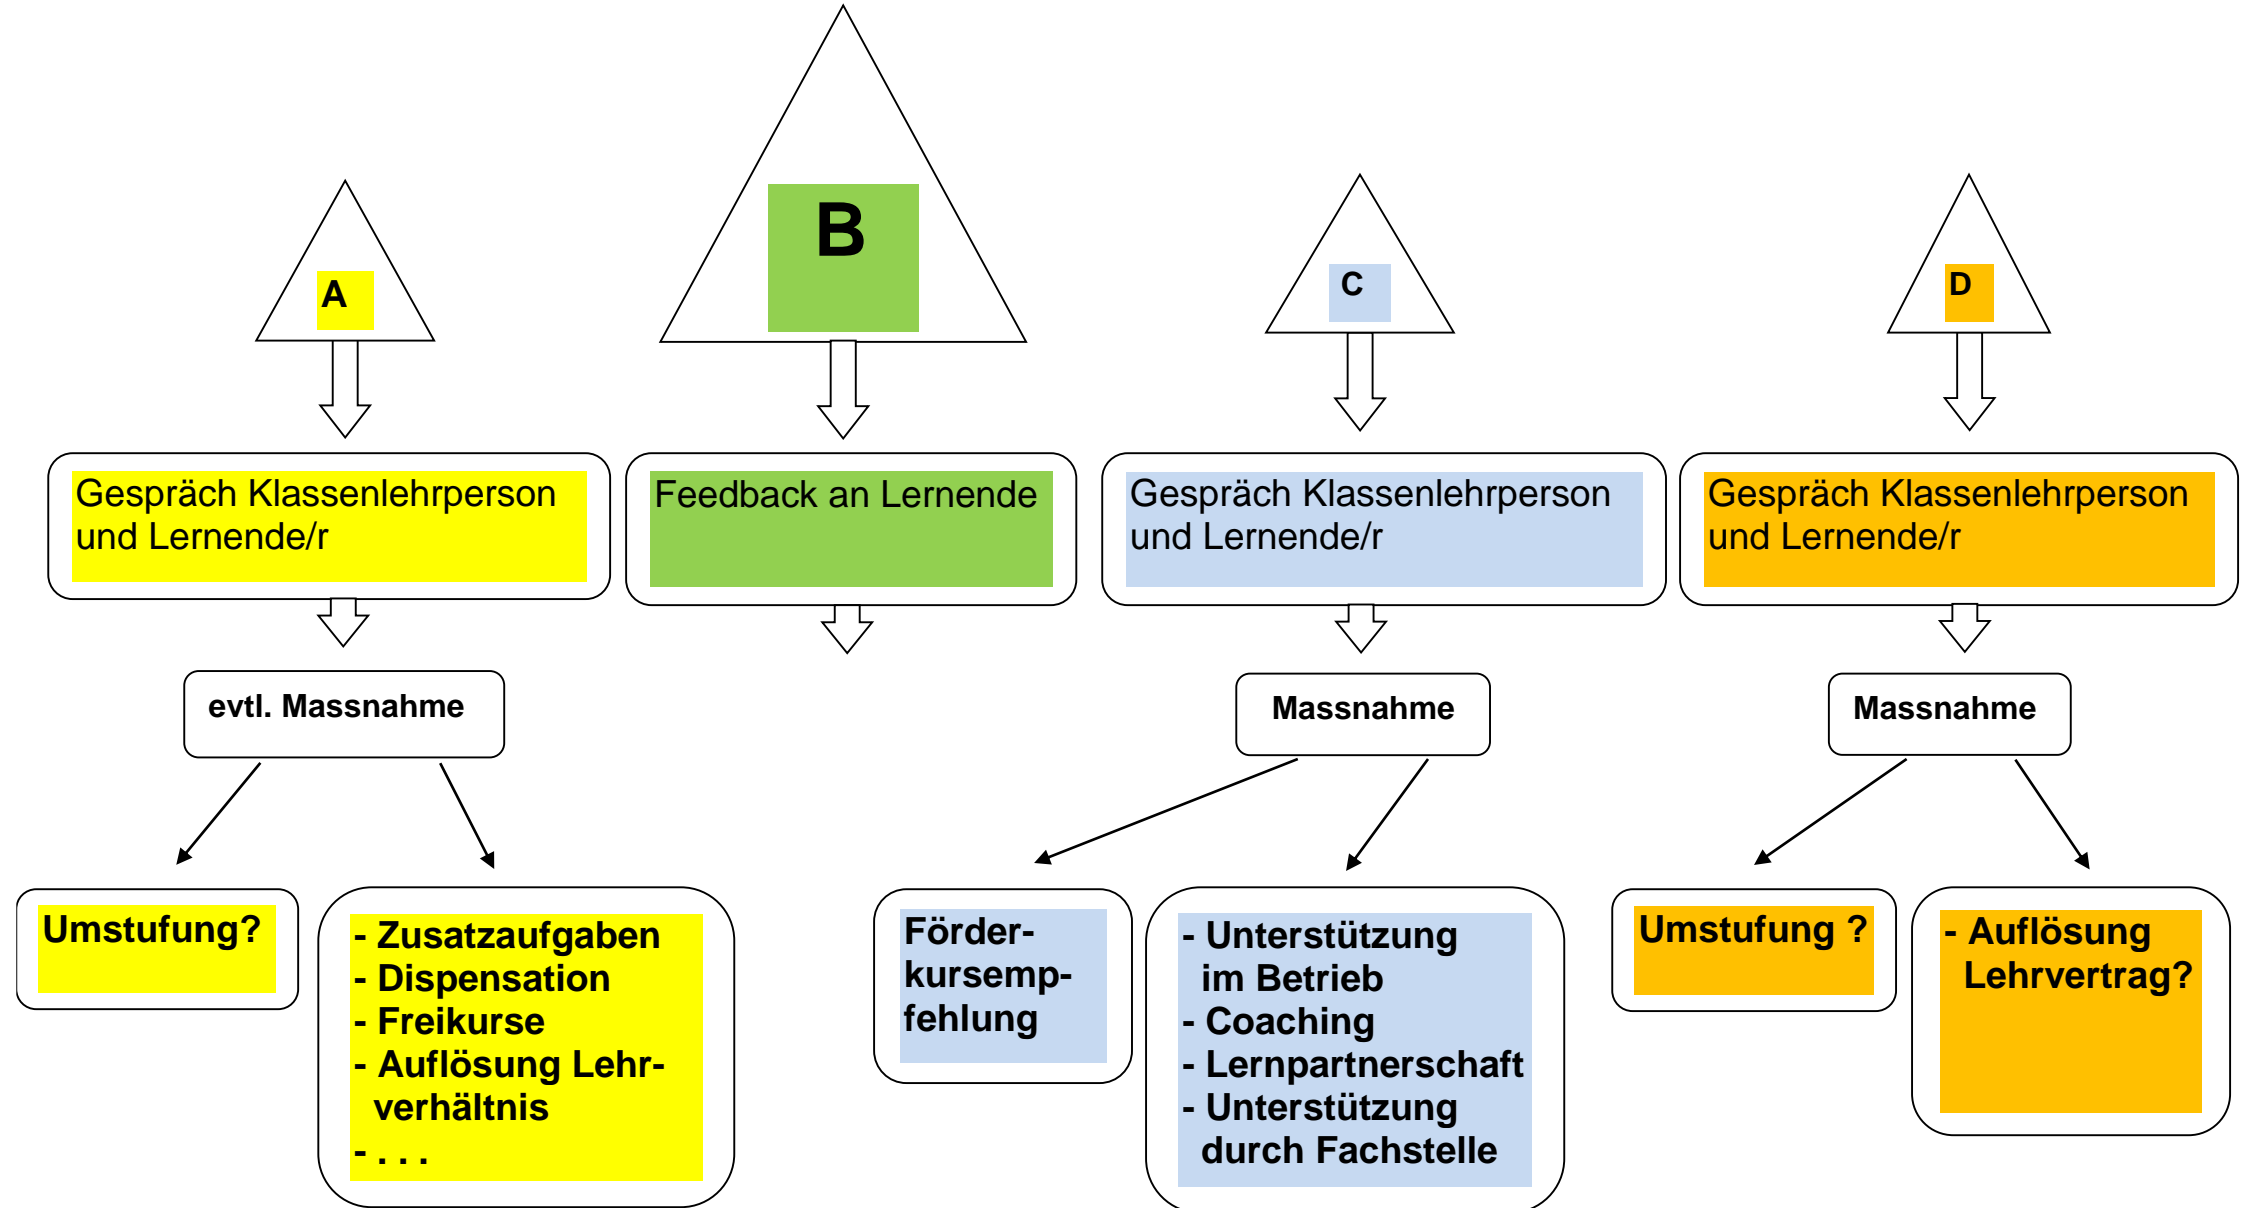 A
B
C
D
Gespräch Klassenlehrperson
und Lernende/r
Feedback an Lernende
Gespräch Klassenlehrperson
und Lernende/r
Gespräch Klassenlehrperson
und Lernende/r
evtl. Massnahme
Massnahme
Massnahme
Umstufung?
- Zusatzaufgaben
- Dispensation
- Freikurse
- Auflösung Lehr-
verhältnis
- . . .
Förder-
kursemp-
fehlung
- Unterstützung
im Betrieb
- Coaching
- Lernpartnerschaft
- Unterstützung
durch Fachstelle
Umstufung ?
- Auflösung
Lehrvertrag?